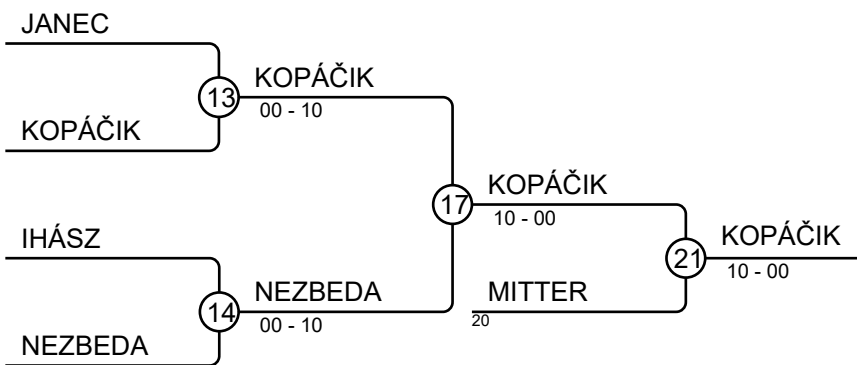 JANEC
13
KOPÁČIK
00 - 10
KOPÁČIK
17
KOPÁČIK
10 - 00
IHÁSZ
21
KOPÁČIK
10 - 00
14
NEZBEDA
00 - 10
MITTER
20
NEZBEDA